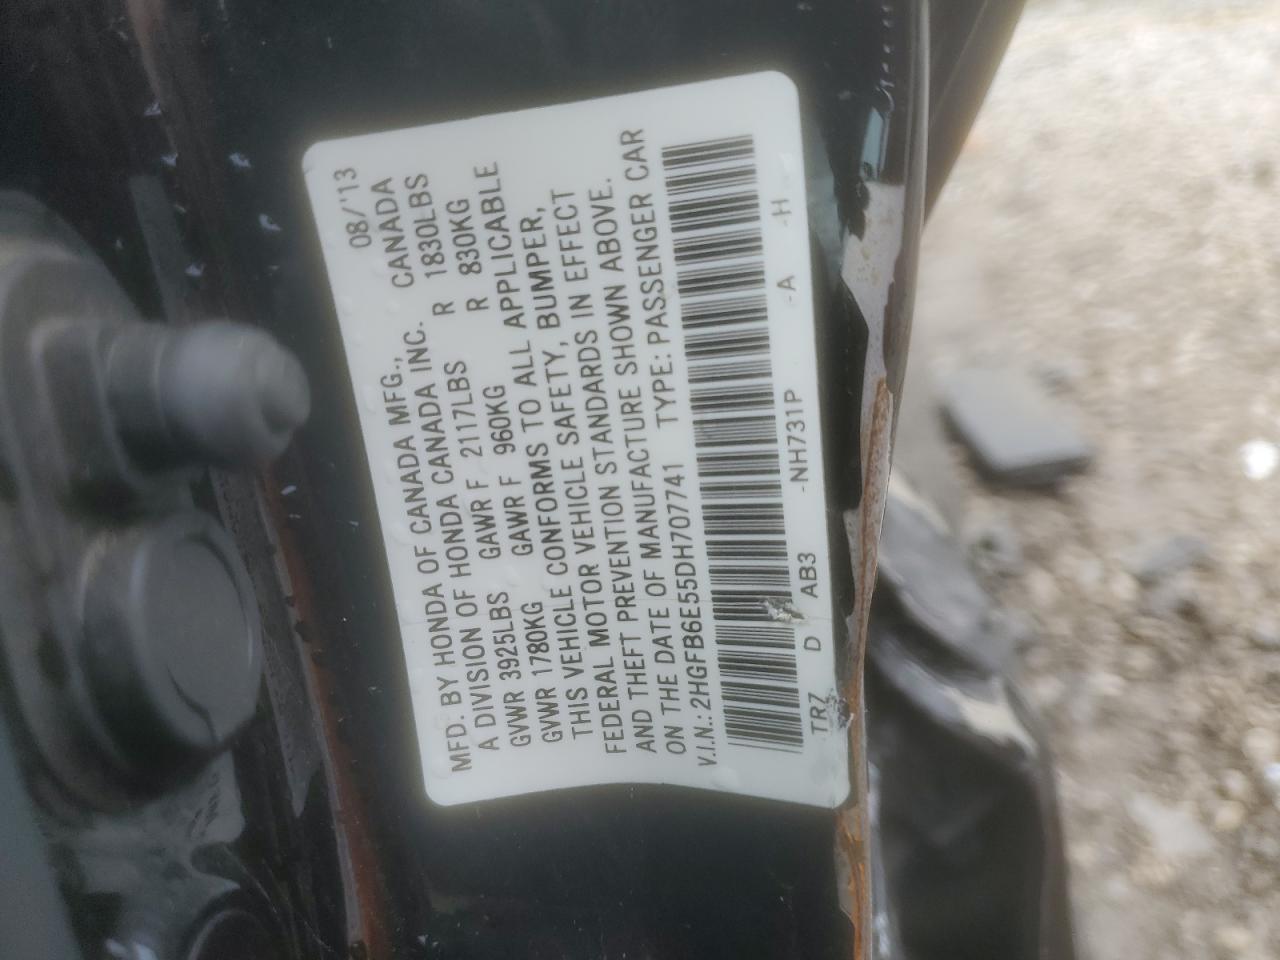 08/'13
MFD. BY HONDA OF CANADA MFG., CANADA
A DIVISION OF HONDA CANADA INC.
GVWR 3925LBS GAWR F 2117LBS R 1830LBS
GVWR 1780KG GAWR F 960KG R 830KG
THIS VEHICLE CONFORMS TO ALL APPLICABLE
FEDERAL MOTOR VEHICLE SAFETY, BUMPER,
AND THEFT PREVENTION STANDARDS IN EFFECT
ON THE DATE OF MANUFACTURE SHOWN ABOVE.
V.I.N.: 2HGFB6E55DH707741 TYPE: PASSENGER CAR
TR7 D AB3 -NH731P -A -H